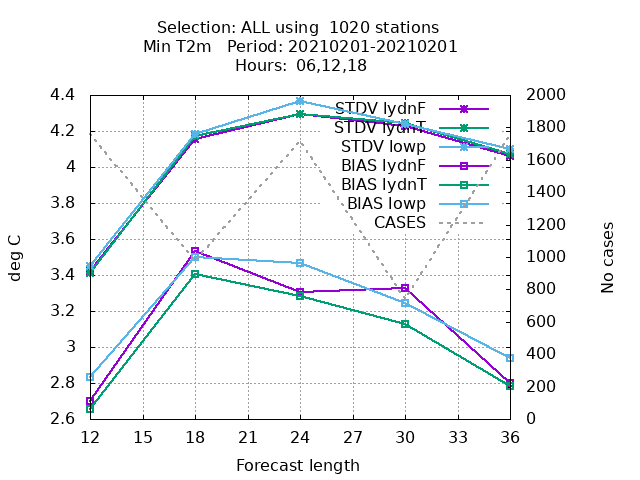 Selection: ALL using  1020 stations
Min T2m   Period: 20210201-20210201
Hours:  06,12,18
4.4
4.2
4
3.8
3.6
3.4
3.2
3
2.8
2.6
deg C
STDV lydnF
STDV lydnT
STDV lowp
BIAS lydnF
BIAS lydnT
BIAS lowp
CASES
2000
1800
1600
1400
1200
1000
800
600
400
200
0
No cases
12 15 18 21 24 27 30 33 36
Forecast length